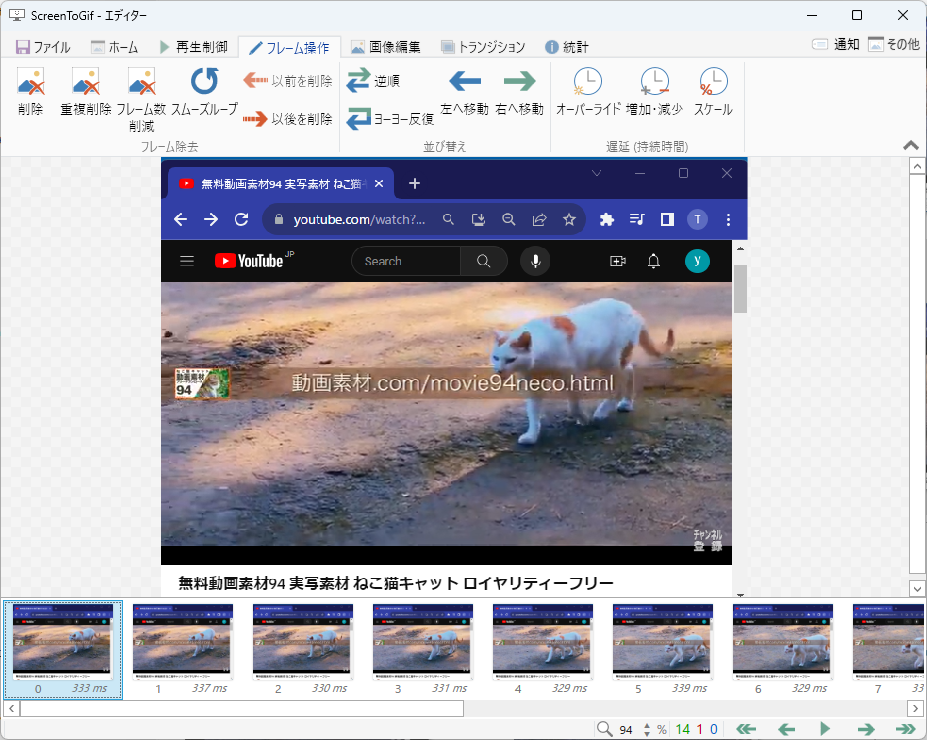 ScreenToGif - エディター
ファイル ホーム 再生制御 フレーム操作 画像編集 トランジション 統計 通知 その他
削除 重複削除 フレーム数削減 スムーズループ 以前を削除 以後を削除
フレーム除去
逆順 ヨーヨー反復 左へ移動 右へ移動
並び替え
オーバーライド 増加･減少 スケール
遅延 (持続時間)
無料動画素材94 実写素材 ねこ猫キ
youtube.com/watch?...
T
YouTube JP
Search
y
動画素材
94
動画素材.com/movie94neco.html
チャンネル
登録
無料動画素材94 実写素材 ねこ猫キャット ロイヤリティーフリー
0 333 ms
1 337 ms
2 330 ms
3 331 ms
4 329 ms
5 339 ms
6 329 ms
7 33
94 % 14 1 0